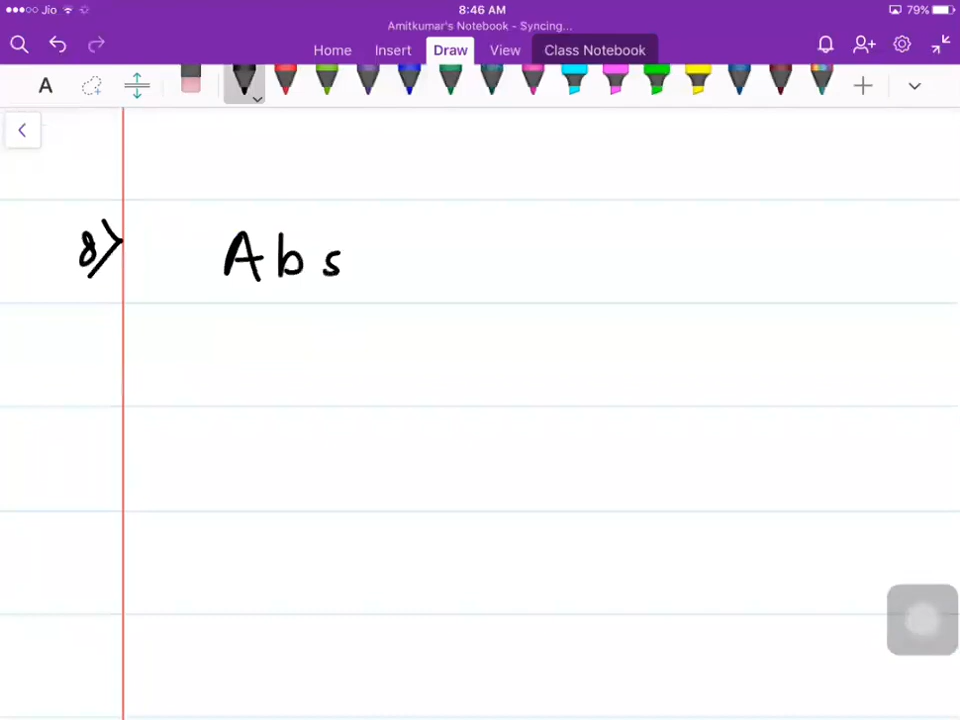 Jio 8:46 AM 79%
Amitkumar's Notebook - Syncing...
Home Insert Draw View Class Notebook
A
8) Abs